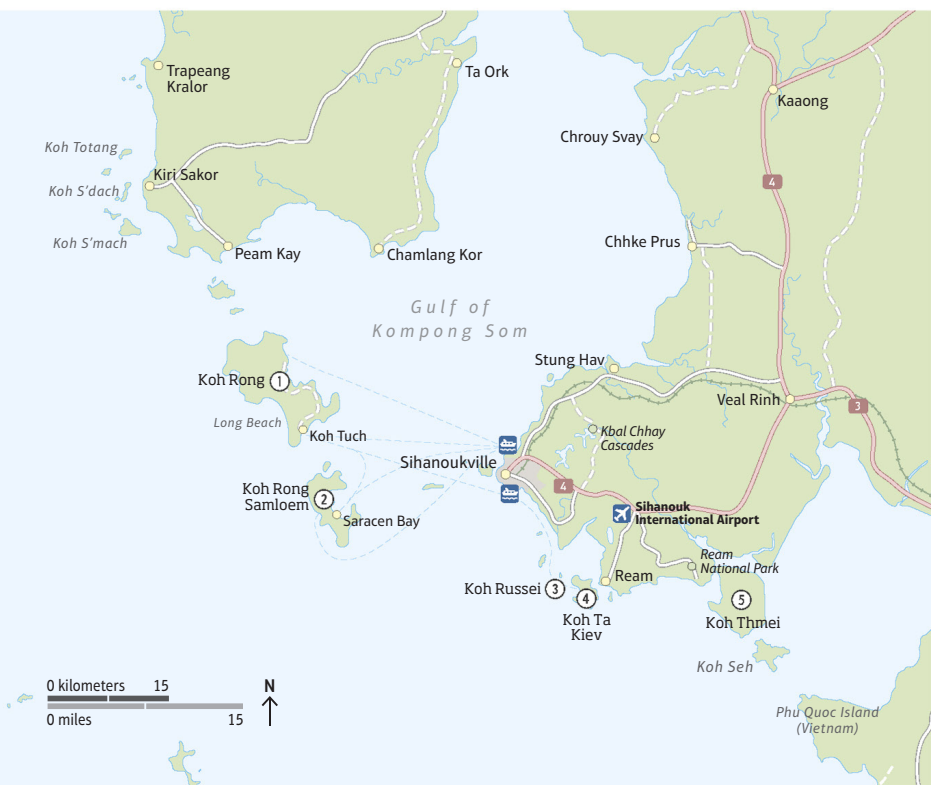 Trapeang
Kralor
Ta Ork
Kaaong
Chrouy Svay
Koh Totang
Kiri Sakor
Koh S'dach
4
Koh S'mach
Peam Kay
Chamlang Kor
Chhke Prus
Gulf of
Kompong Som
Stung Hav
Koh Rong
1
Veal Rinh
3
Long Beach
Koh Tuch
Kbal Chhay
Cascades
Sihanoukville
4
Koh Rong
Samloem
2
Saracen Bay
Sihanouk
International Airport
Ream
National Park
Koh Russei
3
4
Ream
5
Koh Ta
Kiev
Koh Thmei
Koh Seh
0 kilometers 15
0 miles 15
N
Phu Quoc Island
(Vietnam)